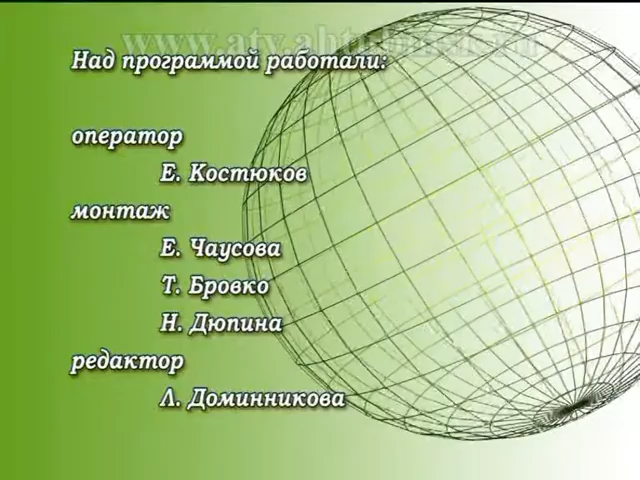 Над программой работали:
оператор
Е. Костюков
монтаж
Е. Чаусова
Т. Бровко
Н. Дюпина
редактор
Л. Доминникова